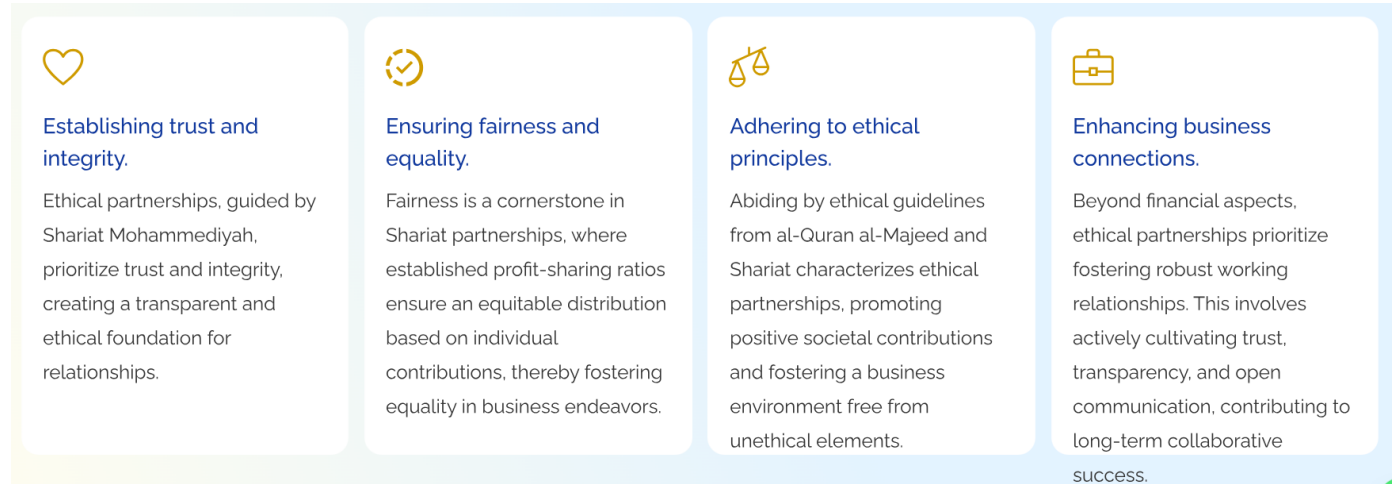 Establishing trust and
integrity.
Ethical partnerships, guided by
Shariat Mohammediyah,
prioritize trust and integrity,
creating a transparent and
ethical foundation for
relationships.
Ensuring fairness and
equality.
Fairness is a cornerstone in
Shariat partnerships, where
established profit-sharing ratios
ensure an equitable distribution
based on individual
contributions, thereby fostering
equality in business endeavors.
Adhering to ethical
principles.
Abiding by ethical guidelines
from al-Quran al-Majeed and
Shariat characterizes ethical
partnerships, promoting
positive societal contributions
and fostering a business
environment free from
unethical elements.
Enhancing business
connections.
Beyond financial aspects,
ethical partnerships prioritize
fostering robust working
relationships. This involves
actively cultivating trust,
transparency, and open
communication, contributing to
long-term collaborative
success.